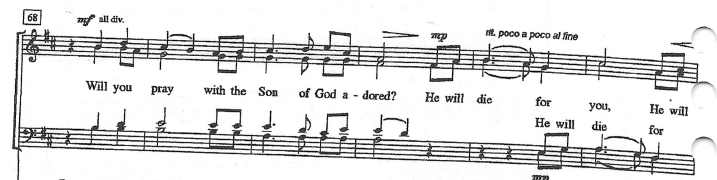 68
mf all div.
mp
rit. poco a poco al fine
Will you pray with the Son of God a - dored? He will die for you, He will
He will die for
mp